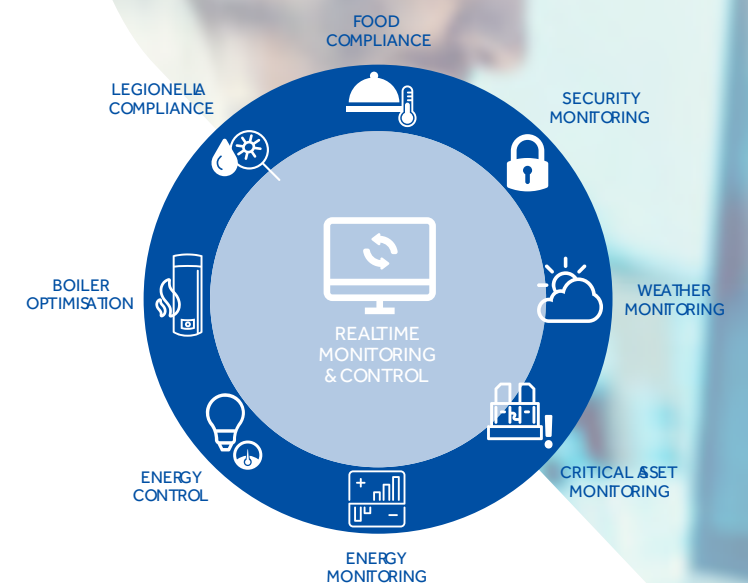 FOOD
COMPLIANCE
LEGIONELLA
COMPLIANCE
SECURITY
MONITORING
BOILER
OPTIMISATION
WEATHER
MONITORING
REALTIME
MONITORING
& CONTROL
ENERGY
CONTROL
CRITICAL ASSET
MONITORING
ENERGY
MONITORING